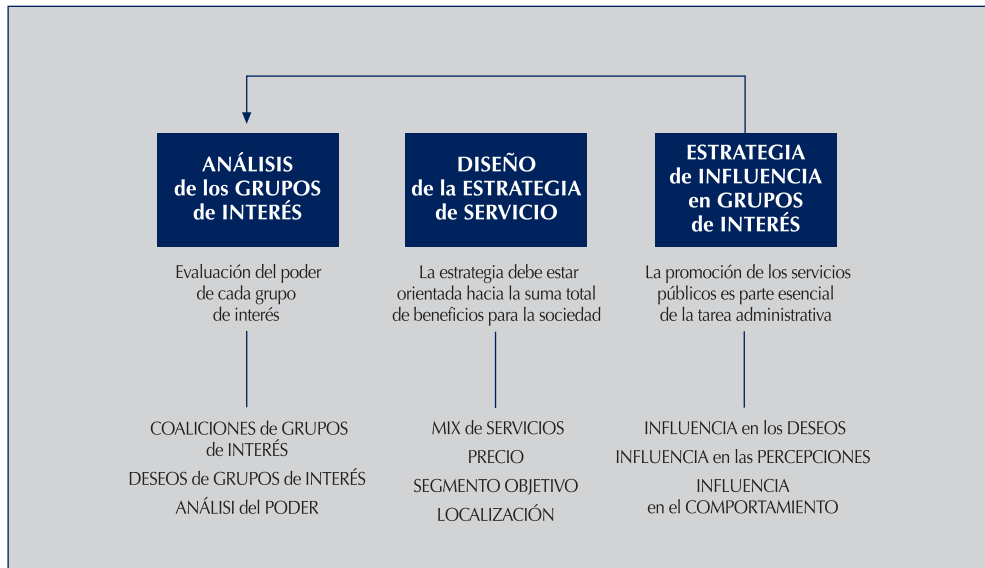 ANÁLISIS
de los GRUPOS
de INTERÉS
Evaluación del poder
de cada grupo
de interés
COALICIONES de GRUPOS
de INTERÉS
DESEOS de GRUPOS de INTERÉS
ANÁLISI del PODER
DISEÑO
de la ESTRATEGIA
de SERVICIO
La estrategia debe estar
orientada hacia la suma total
de beneficios para la sociedad
MIX de SERVICIOS
PRECIO
SEGMENTO OBJETIVO
LOCALIZACIÓN
ESTRATEGIA
de INFLUENCIA
en GRUPOS
de INTERÉS
La promoción de los servicios
públicos es parte esencial
de la tarea administrativa
INFLUENCIA en los DESEOS
INFLUENCIA en las PERCEPCIONES
INFLUENCIA
en el COMPORTAMIENTO